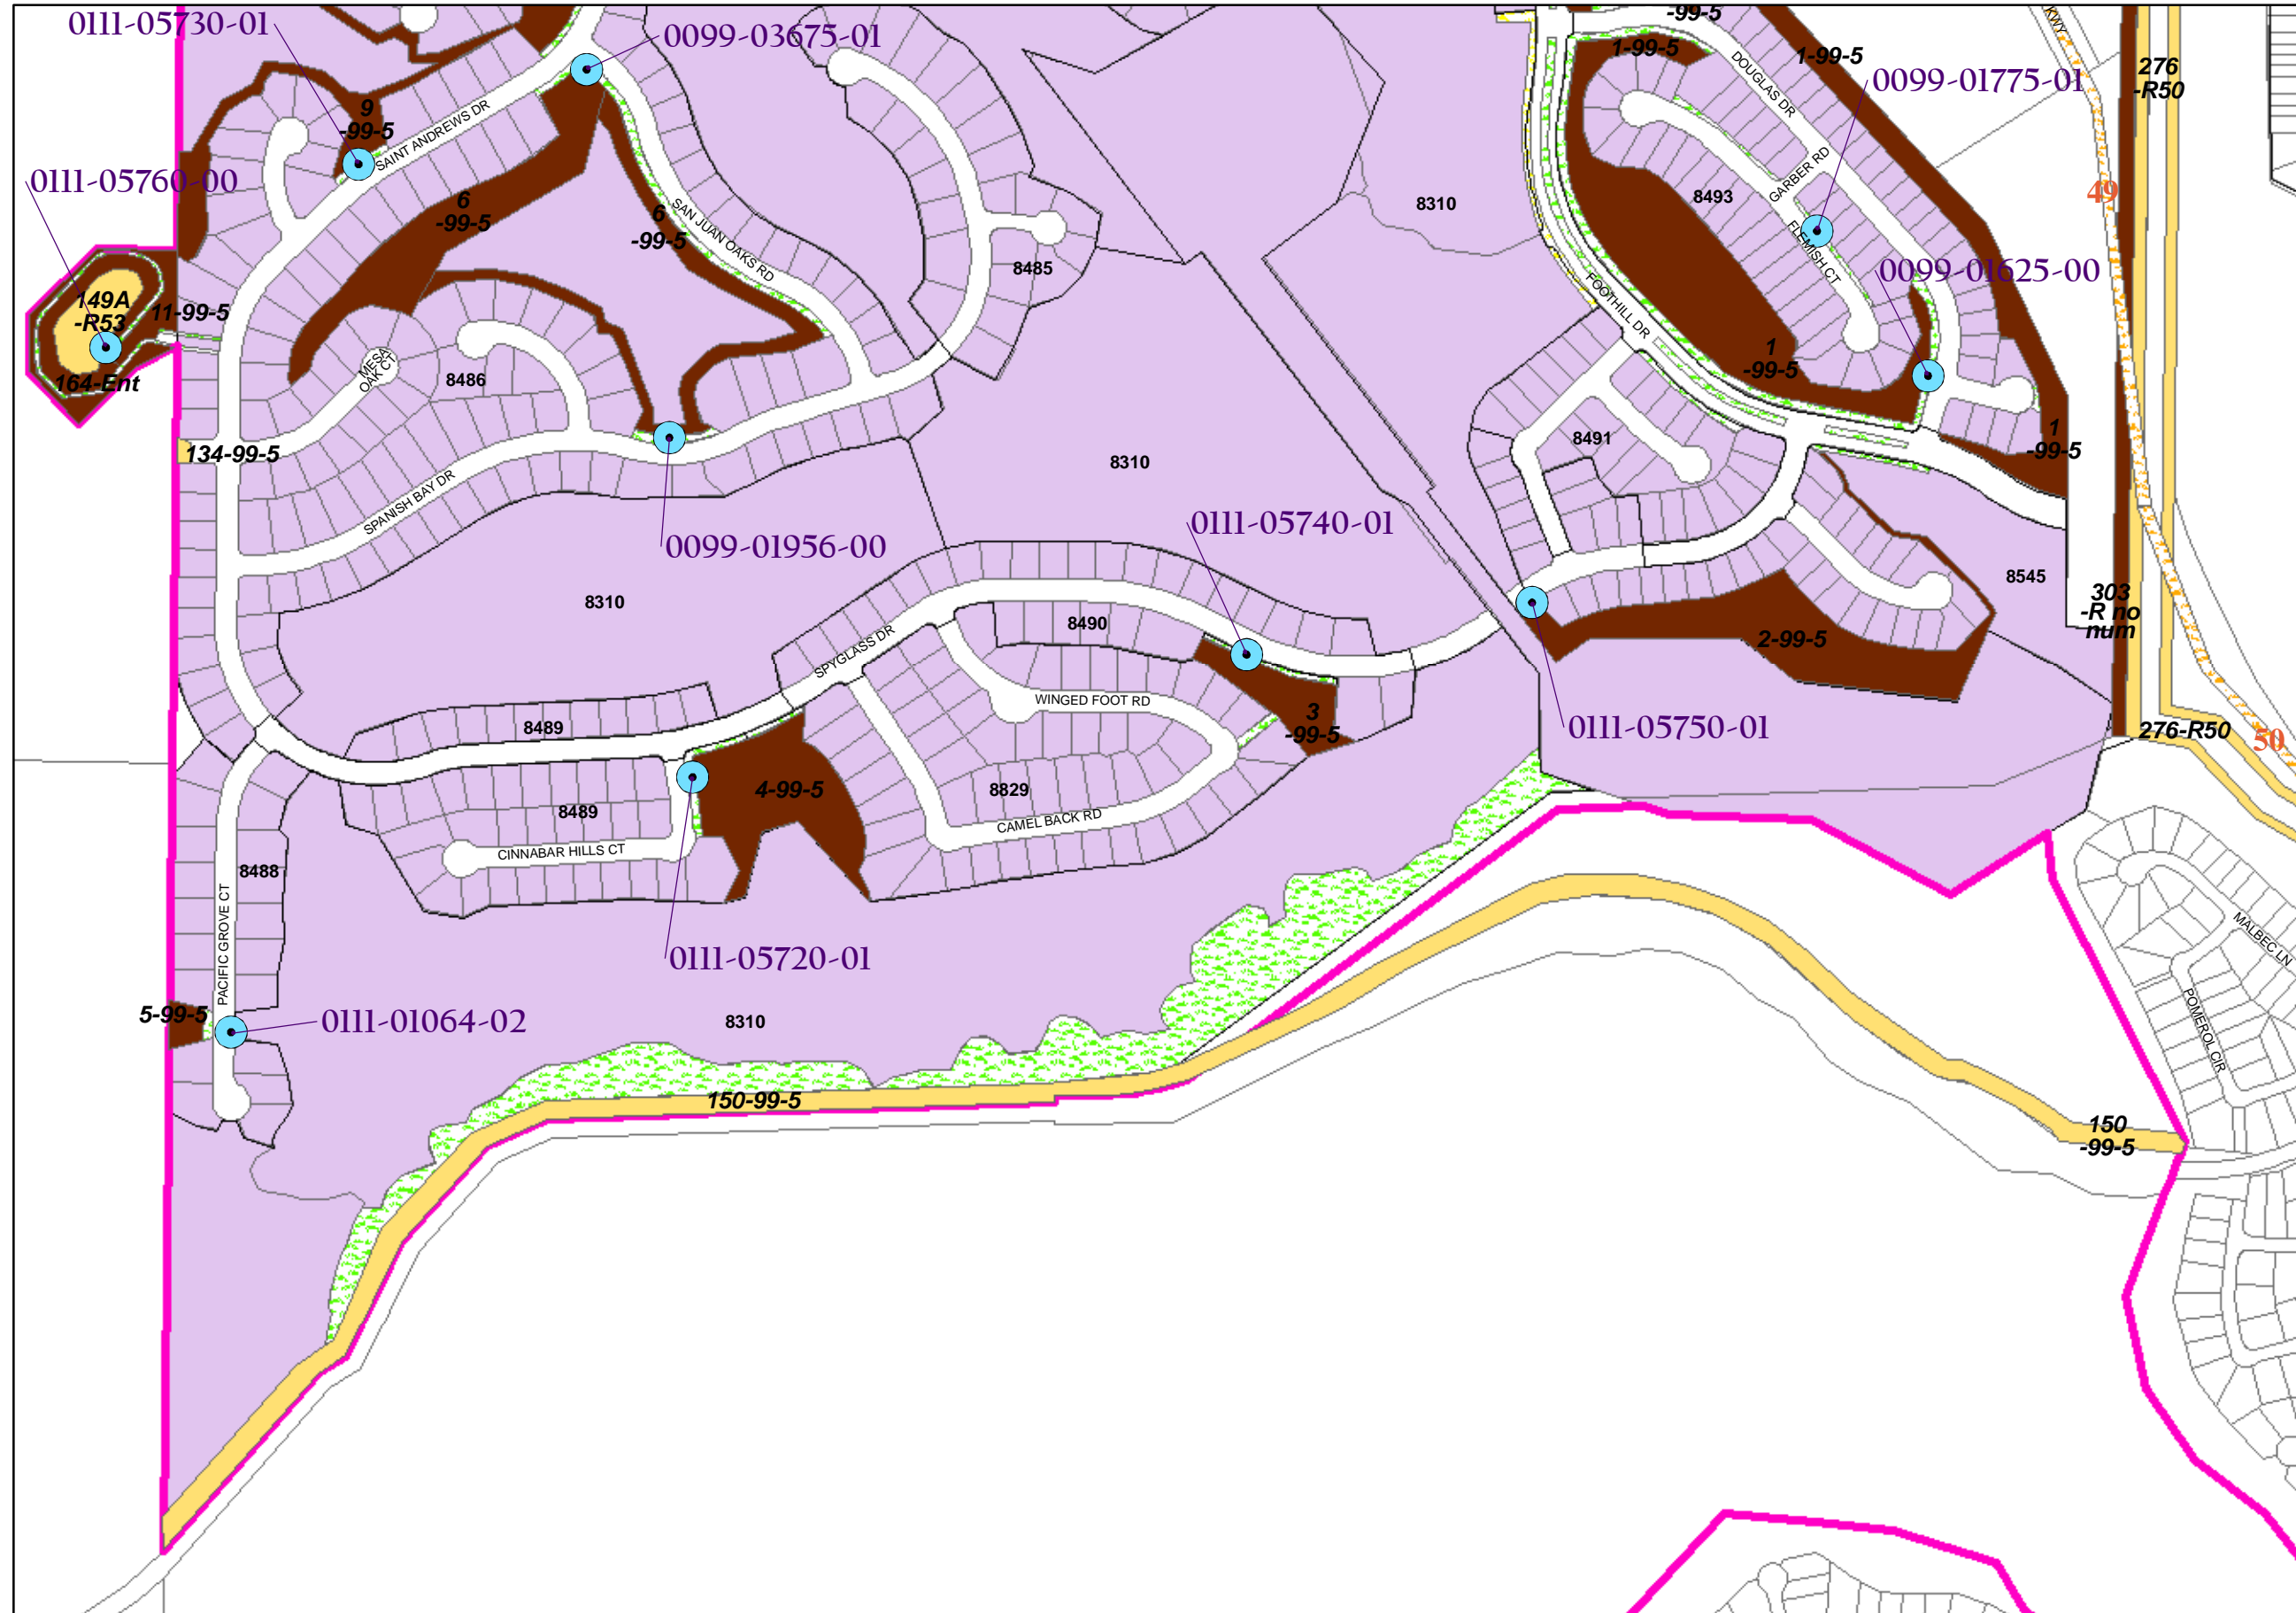 0111-05730-01
0099-03675-01
-99-5
1-99-5
1-99-5
DOUGLAS DR
KWY
276
-R50
0099-01775-01
9
-99-5
SAINT ANDREWS DR
0111-05760-00
6
-99-5
6
-99-5
SAN JUAN OAKS RD
8310
8493
GARBER RD
FLEMISH CT
49
8485
0099-01625-00
149A
-R53
11-99-5
164-Ent
FOOTHILL DR
1
-99-5
MESA
OAK CT
8486
134-99-5
8310
8491
1
-99-5
SPANISH BAY DR
0099-01956-00
0111-05740-01
8310
8490
8545
303
-R no
num
2-99-5
SPYGLASS DR
WINGED FOOT RD
3
-99-5
0111-05750-01
276-R50
50
8489
4-99-5
8829
8489
CAMEL BACK RD
CINNABAR HILLS CT
8488
PACIFIC GROVE CT
0111-05720-01
MALBEC LN
5-99-5
0111-01064-02
8310
POMEROL CIR
150-99-5
150
-99-5